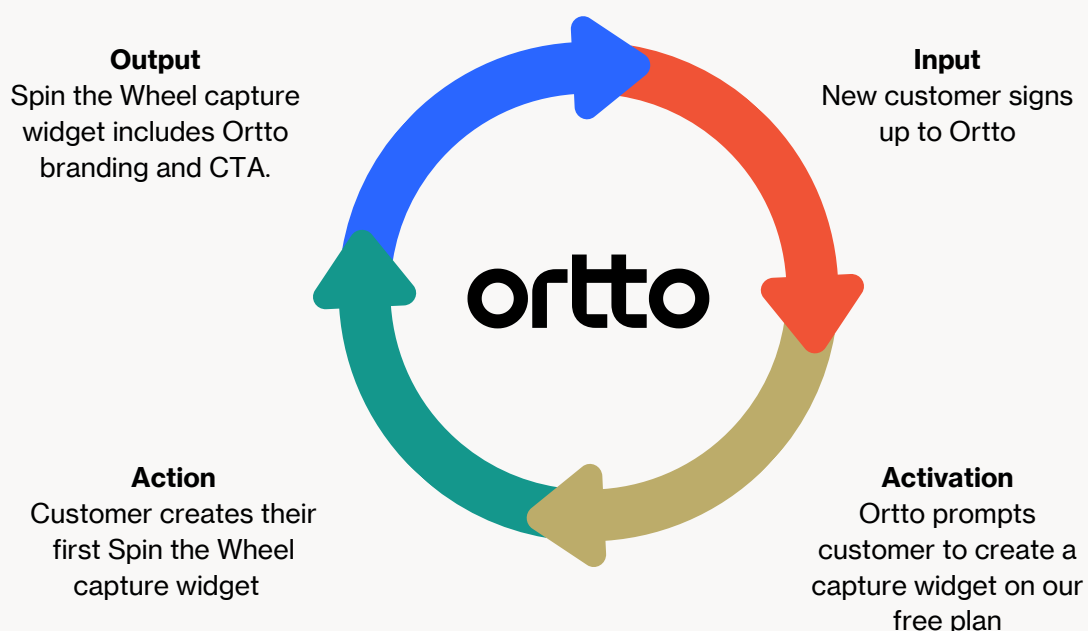 Output
Spin the Wheel capture
widget includes Ortto
branding and CTA.
Input
New customer signs
up to Ortto
ortto
Action
Customer creates their
first Spin the Wheel
capture widget
Activation
Ortto prompts
customer to create a
capture widget on our
free plan